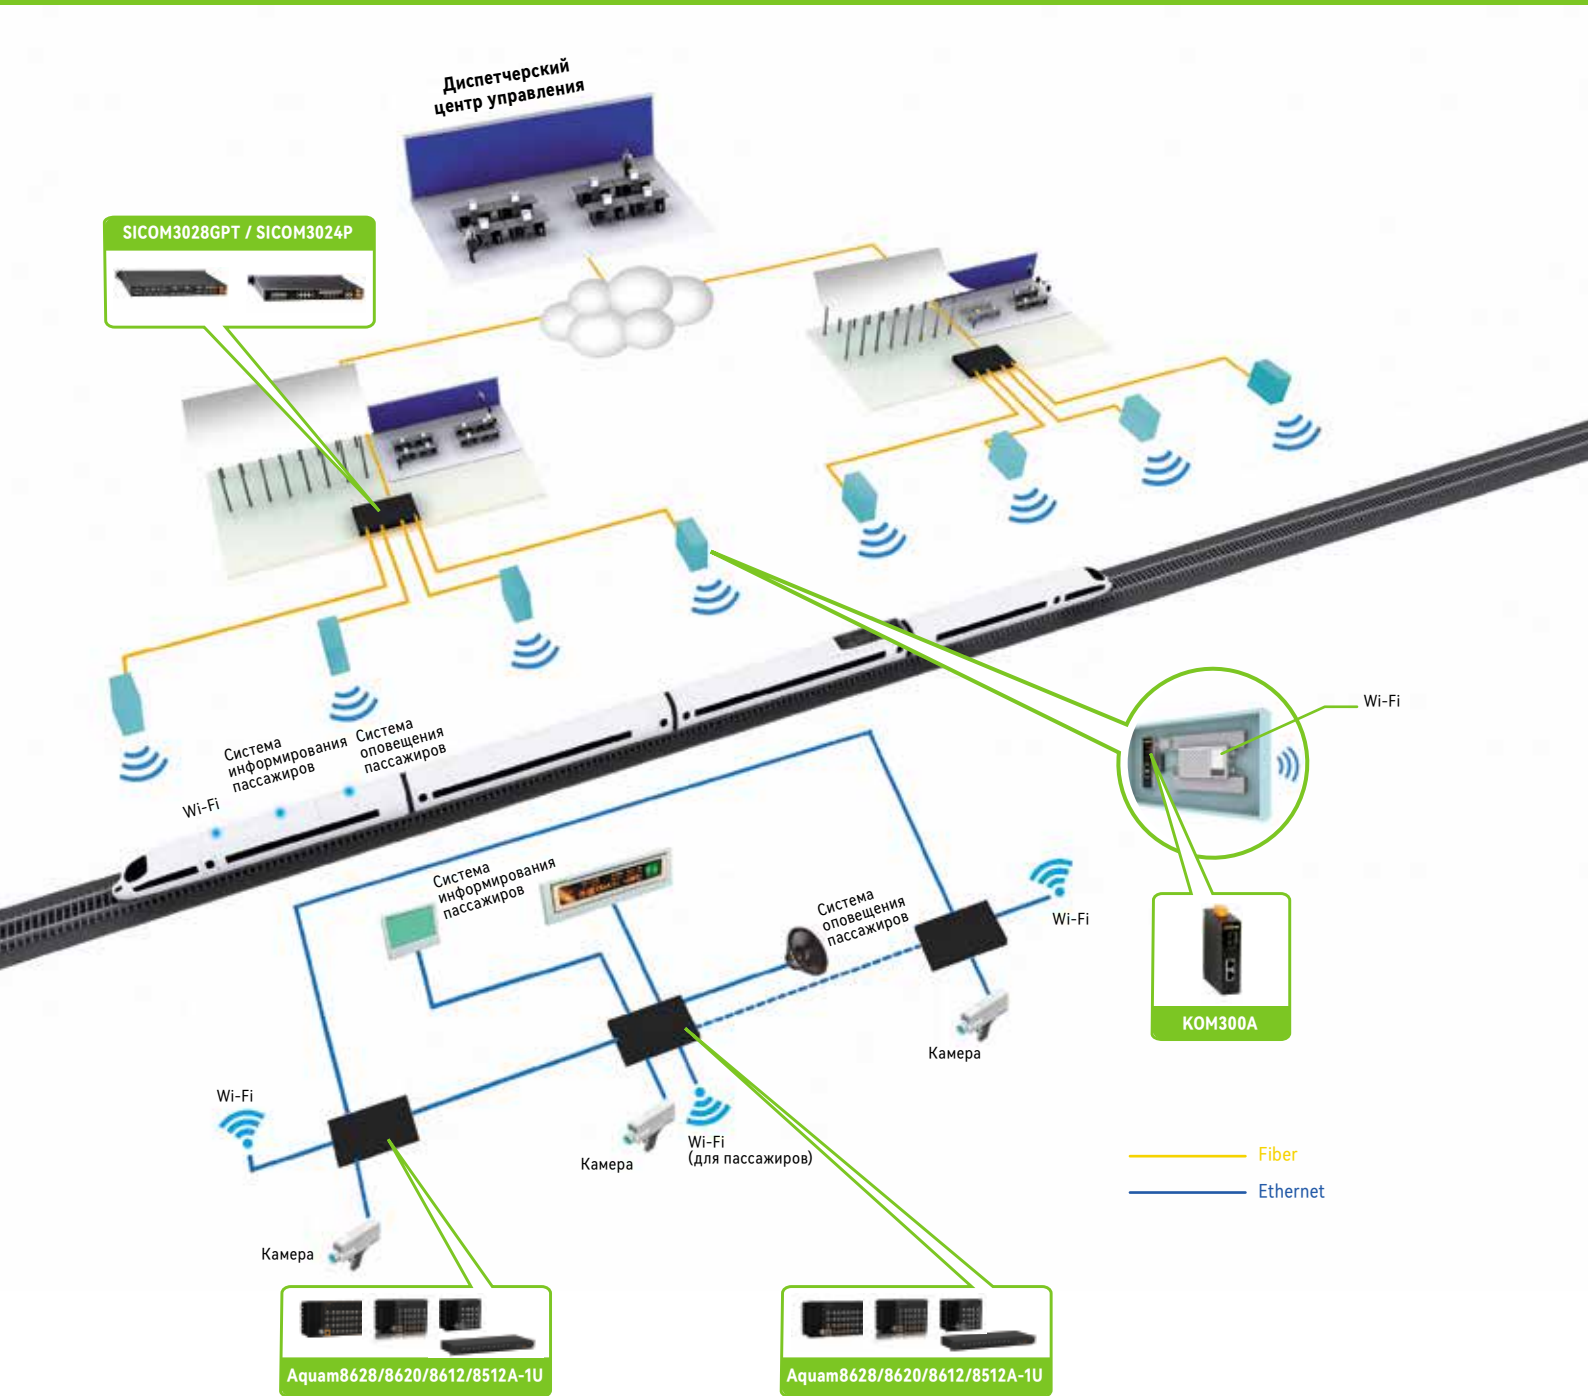 Диспетчерский
центр управления
SICOM3028GPT / SICOM3024P
Wi-Fi
Система
информирования
пассажиров
Система
оповещения
пассажиров
Wi-Fi
Система
информирования
пассажиров
Система
оповещения
пассажиров
Wi-Fi
KOM300A
Камера
Wi-Fi
Камера
Wi-Fi
(для пассажиров)
Камера
Fiber
Ethernet
Aquam8628/8620/8612/8512A-1U
Aquam8628/8620/8612/8512A-1U